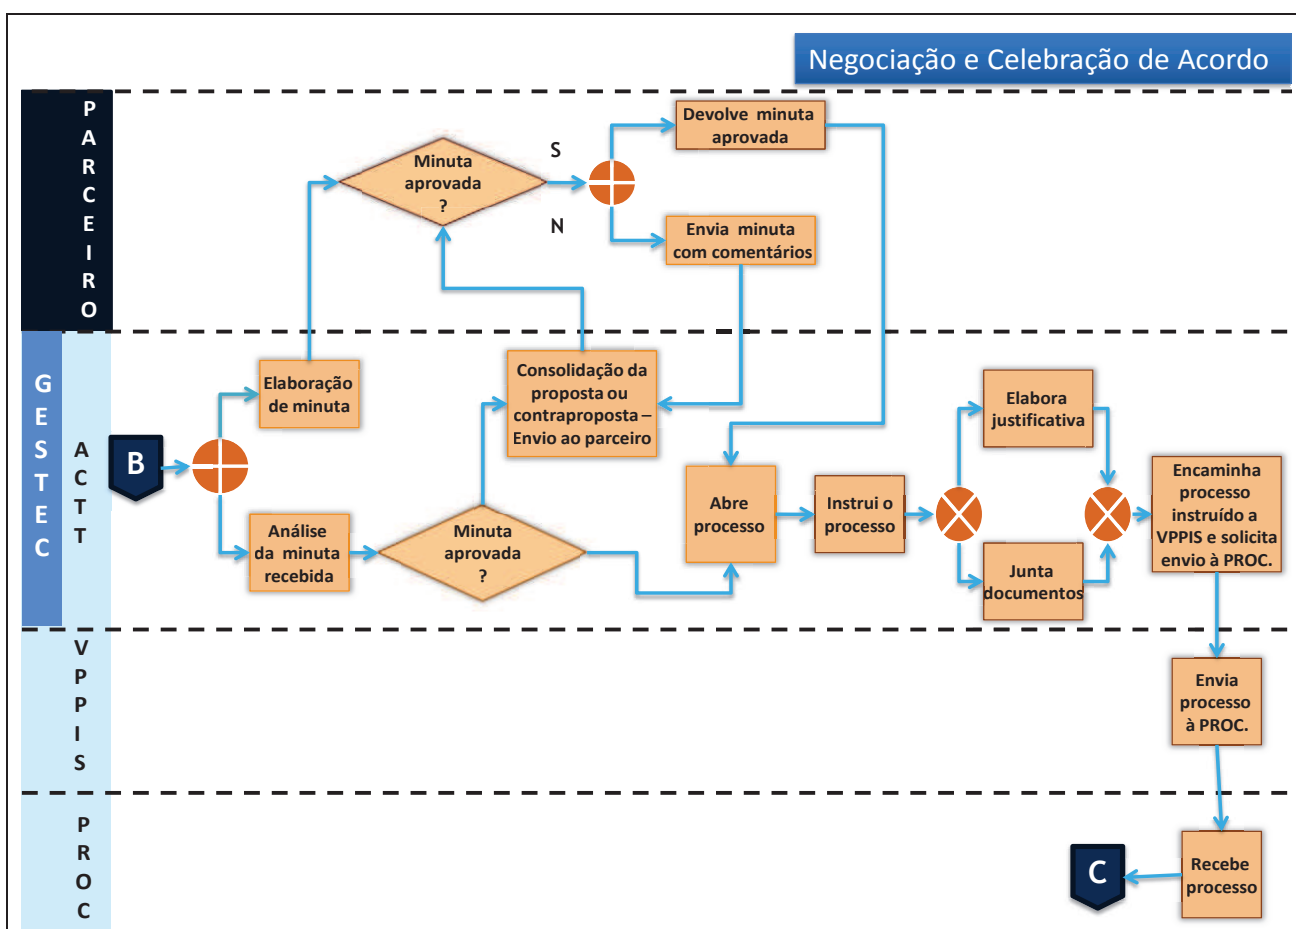 Negociação e Celebração de Acordo
PARCEIRO
Devolve minuta
aprovada
Minuta
aprovada
?
S
N
Envia minuta
com comentários
GESTEC
ACTT
Elaboração
de minuta
Consolidação da
proposta ou
contraproposta –
Envio ao parceiro
Elabora
justificativa
B
Análise
da minuta
recebida
Minuta
aprovada
?
Abre
processo
Instrui o
processo
Junta
documentos
Encaminha
processo
instruído a
VPPIS e solicita
envio à PROC.
VPPIS
Envia
processo
à PROC.
PROC
C
Recebe
processo